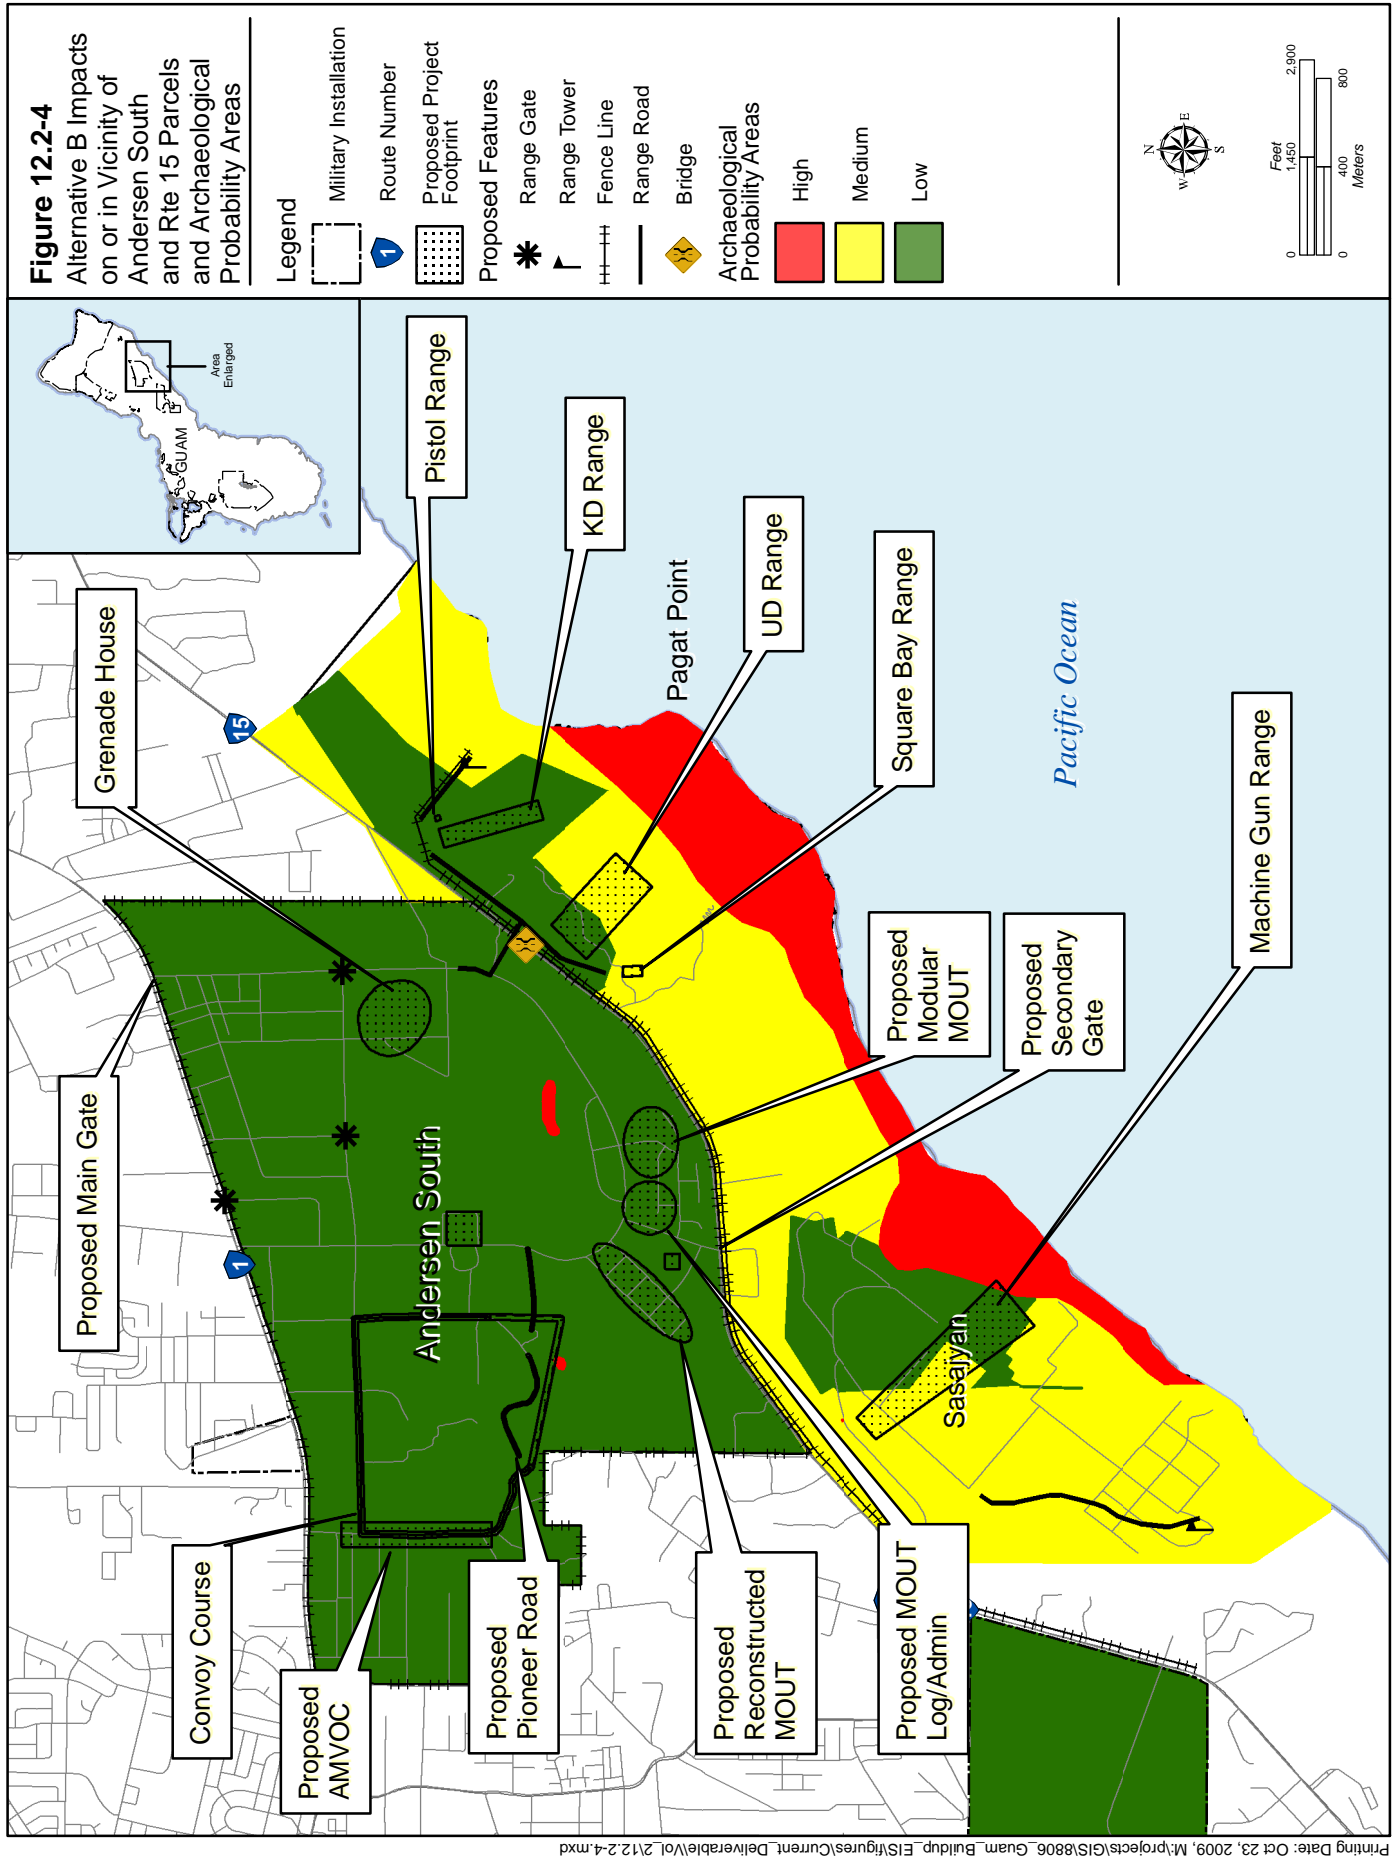 Figure 12.2-4
Alternative B Impacts
on or in Vicinity of
Andersen South
and Rte 15 Parcels
and Archaeological
Probability Areas
Legend
Military Installation
1
Route Number
Proposed Project
Footprint
Proposed Features
Range Gate
Range Tower
Fence Line
Range Road
Bridge
Archaeological
Probability Areas
High
Medium
Low
N
W
E
S
Feet
0
1,450
2,900
0
400
800
Meters
GUAM
Area
Enlarged
Pistol Range
KD Range
Pagat Point
UD Range
Square Bay Range
Pacific Ocean
Machine Gun Range
Grenade House
15
Proposed Main Gate
1
Andersen South
Proposed
Modular
MOUT
Proposed
Secondary
Gate
Sasajyan
Convoy Course
Proposed
AMVOC
Proposed
Pioneer Road
Proposed
Reconstructed
MOUT
Proposed MOUT
Log/Admin
Printing Date: Oct 23, 2009, M:\projects\GIS\8806_Guam_Buildup_EIS\figures\Current_Deliverable\Vol_2\12.2-4.mxd